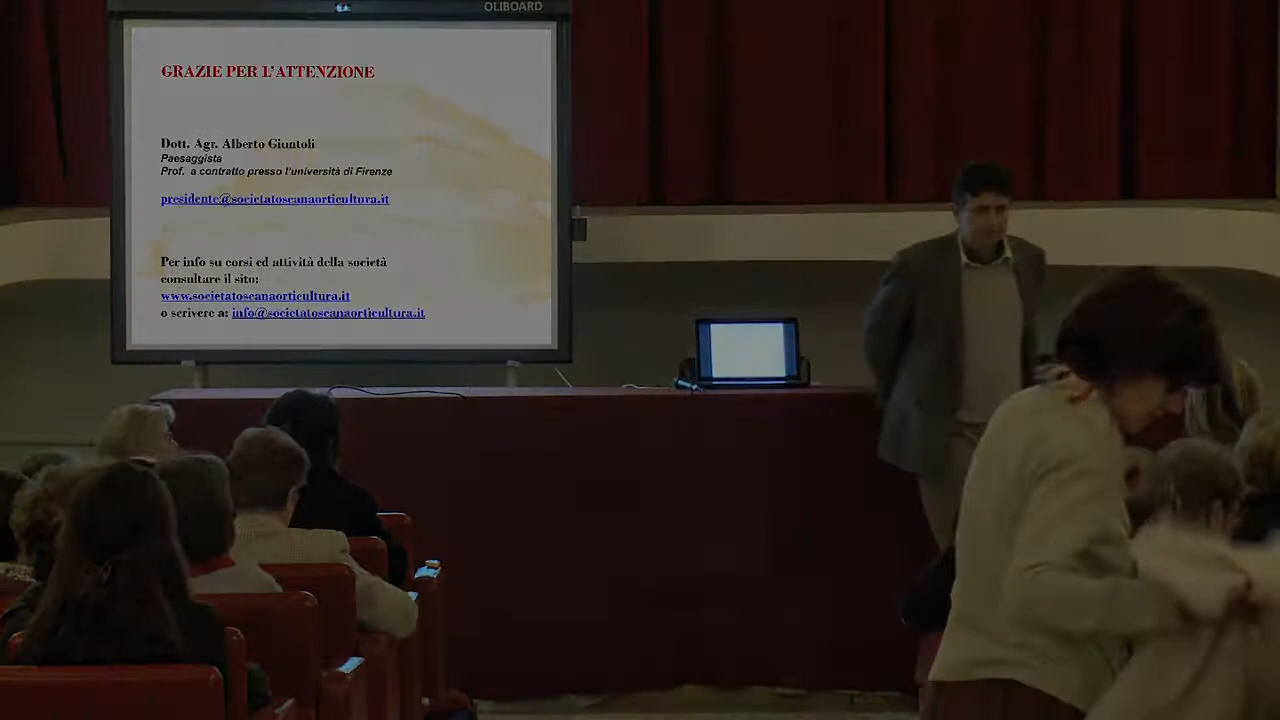 OLIBOARD
GRAZIE PER L'ATTENZIONE
Dott. Agr. Alberto Giuntoli
Paesaggista
Prof. a contratto presso l'università di Firenze
presidente@societatoscanaorticultura.it
Per info su corsi ed attività della società
consultare il sito:
www.societatoscanaorticultura.it
o scrivere a: info@societatoscanaorticultura.it